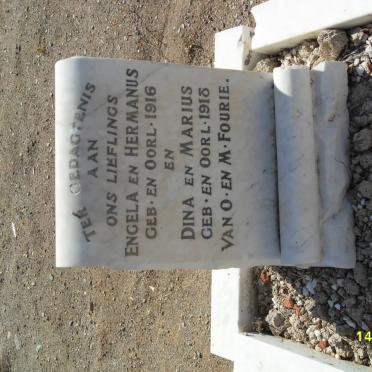 TER GEDAGTENIS
AAN
ONS LIEFLINGS
ENGELA EN HERMANUS
GEB· EN OORL· 1916
EN
DINA EN MARIUS
GEB· EN OORL· 1918
VAN O· EN M· FOURIE.
14